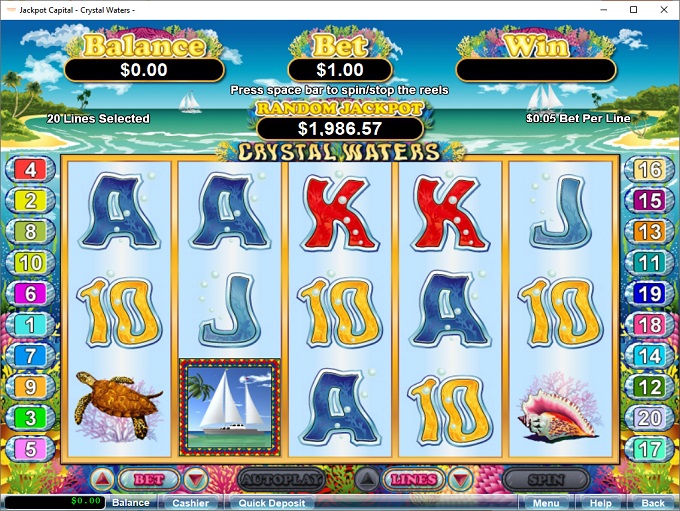 Jackpot Capital - Crystal Waters -
Balance Bet Win
$0.00 $1.00
Press space bar to spin/stop the reels
RANDOM JACKPOT
20 Lines Selected $1,986.57 $0.05 Bet Per Line
CRYSTAL WATERS
4 A A K K J 16
2 15
8 13
10 11
6 10 J 10 A 10 19
1 18
7 14
9 A 10 12
3 20
5 17
BET AUTOPLAY LINES SPIN
$0.00 Balance Cashier Quick Deposit Menu Help Back